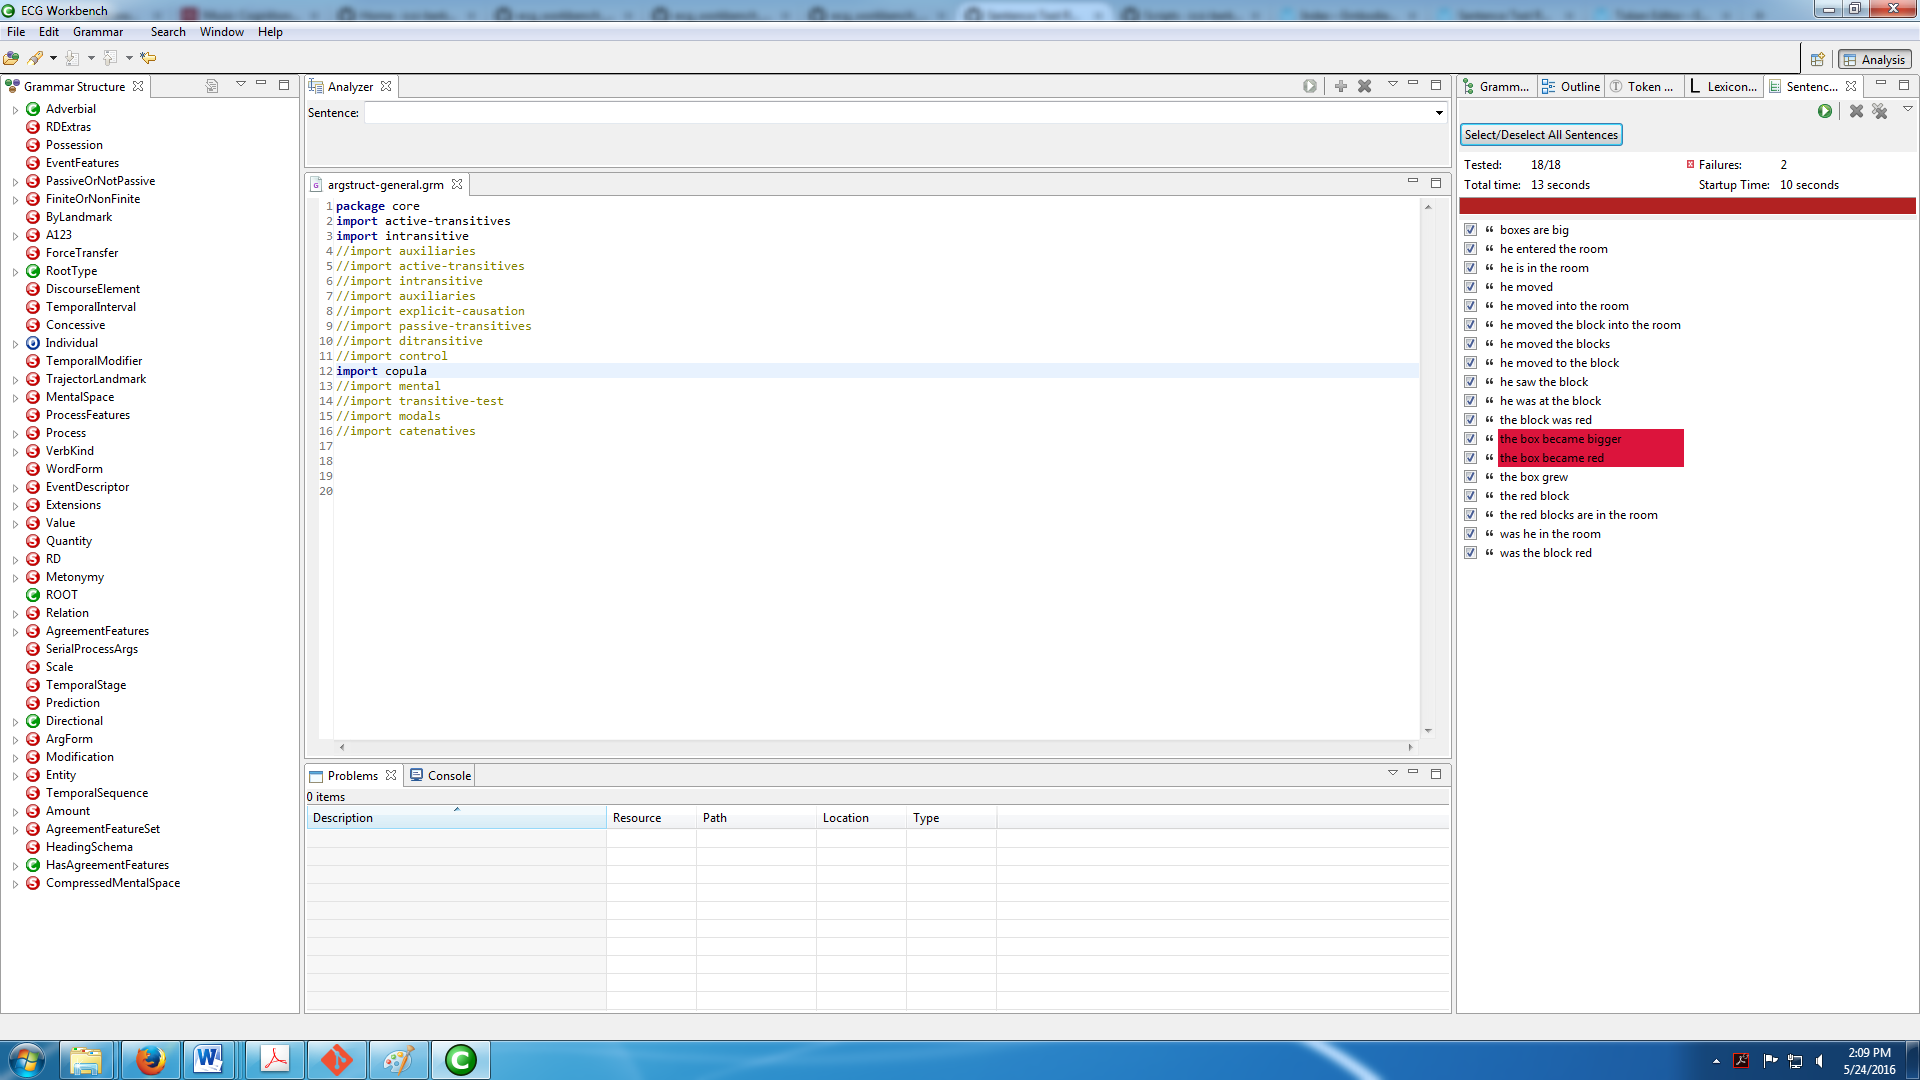 ECG Workbench
File Edit Grammar Search Window Help
Analysis
Grammar Structure
Adverbial
RDExtras
Possession
EventFeatures
PassiveOrNotPassive
FiniteOrNonFinite
ByLandmark
A123
ForceTransfer
RootType
DiscourseElement
TemporalInterval
Concessive
Individual
TemporalModifier
TrajectorLandmark
MentalSpace
ProcessFeatures
Process
VerbKind
WordForm
EventDescriptor
Extensions
Value
Quantity
RD
Metonymy
ROOT
Relation
AgreementFeatures
SerialProcessArgs
Scale
TemporalStage
Prediction
Directional
ArgForm
Modification
Entity
TemporalSequence
Amount
AgreementFeatureSet
HeadingSchema
HasAgreementFeatures
CompressedMentalSpace
Analyzer
Sentence:
argstruct-general.grm
1 package core
2 import active-transitives
3 import intransitive
4 //import auxiliaries
5 //import active-transitives
6 //import intransitive
7 //import auxiliaries
8 //import explicit-causation
9 //import passive-transitives
10 //import ditransitive
11 //import control
12 import copula
13 //import mental
14 //import transitive-test
15 //import modals
16 //import catenatives
17
18
19
20
Problems Console
0 items
Description Resource Path Location Type
Gramm... Outline Token ... Lexicon... Sentenc...
Select/Deselect All Sentences
Tested: 18/18 Failures: 2
Total time: 13 seconds Startup Time: 10 seconds
“ boxes are big
“ he entered the room
“ he is in the room
“ he moved
“ he moved into the room
“ he moved the block into the room
“ he moved the blocks
“ he moved to the block
“ he saw the block
“ he was at the block
“ the block was red
“ the box became bigger
“ the box became red
“ the box grew
“ the red block
“ the red blocks are in the room
“ was he in the room
“ was the block red
2:09 PM
5/24/2016